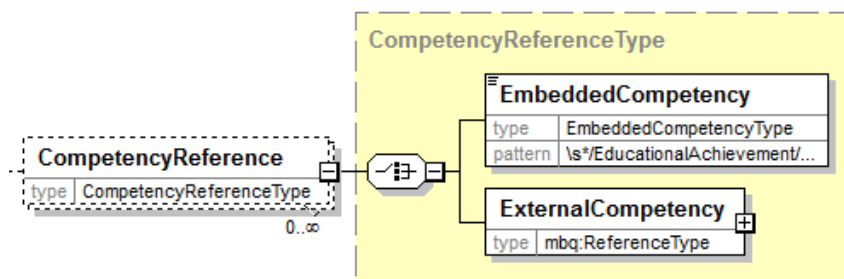 CompetencyReferenceType
EmbeddedCompetency
type EmbeddedCompetencyType
pattern \s*/EducationalAchievement/...
CompetencyReference
type CompetencyReferenceType
0..∞
ExternalCompetency
type mbq:ReferenceType